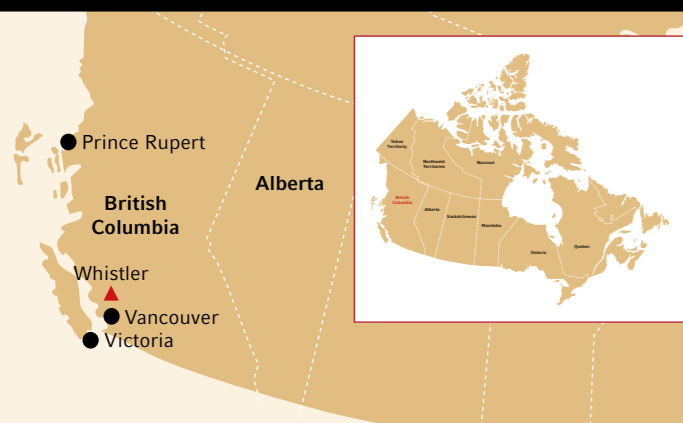 Prince Rupert
British
Columbia
Alberta
Whistler
Vancouver
Victoria
Yukon
Territory
Northwest
Territories
Nunavut
British
Columbia
Alberta
Saskatchewan
Manitoba
Ontario
Quebec